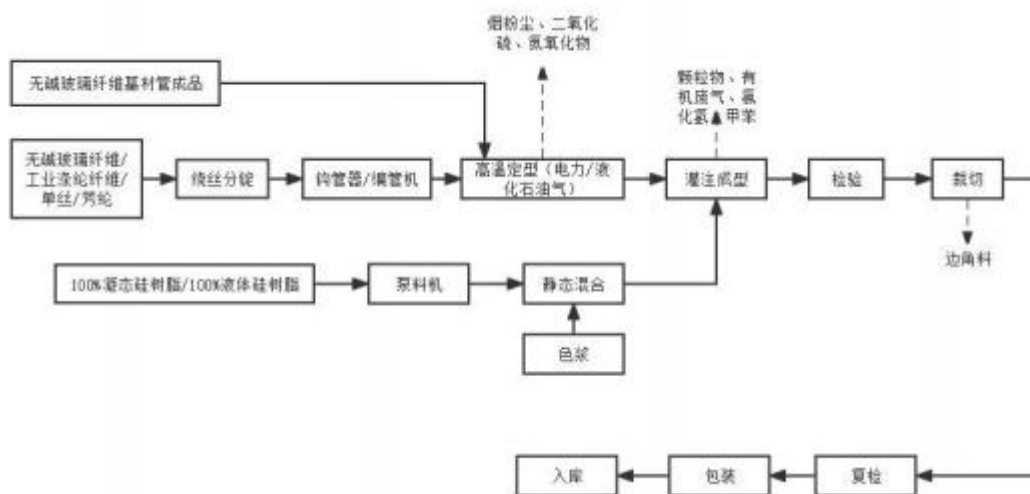 烟粉尘、二氧化
硫、氮氧化物
无碱玻璃纤维基材管成品
颗粒物、有
机废气、氯
化氢、甲苯
无碱玻璃纤维/
工业涤纶纤维/
单丝/芳纶
绕丝分锭
钩管器/编管机
高温定型（电力/液
化石油气）
灌注成型
检验
裁切
边角料
100%凝态硅树脂/100%液体硅树脂
泵料机
静态混合
色浆
入库
包装
复检